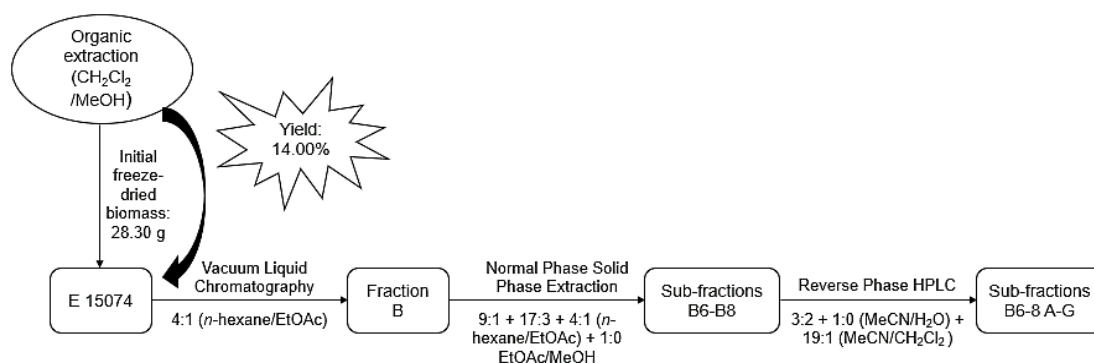 Organic
extraction
(CH₂Cl₂
/MeOH)
Yield:
14.00%
Initial
freeze-
dried
biomass:
28.30 g
E 15074
Vacuum Liquid
Chromatography
4:1 (n-hexane/EtOAc)
Fraction
B
Normal Phase Solid
Phase Extraction
9:1 + 17:3 + 4:1 (n-
hexane/EtOAc) + 1:0
EtOAc/MeOH
Sub-fractions
B6-B8
Reverse Phase HPLC
3:2 + 1:0 (MeCN/H₂O) +
19:1 (MeCN/CH₂Cl₂)
Sub-fractions
B6-8 A-G